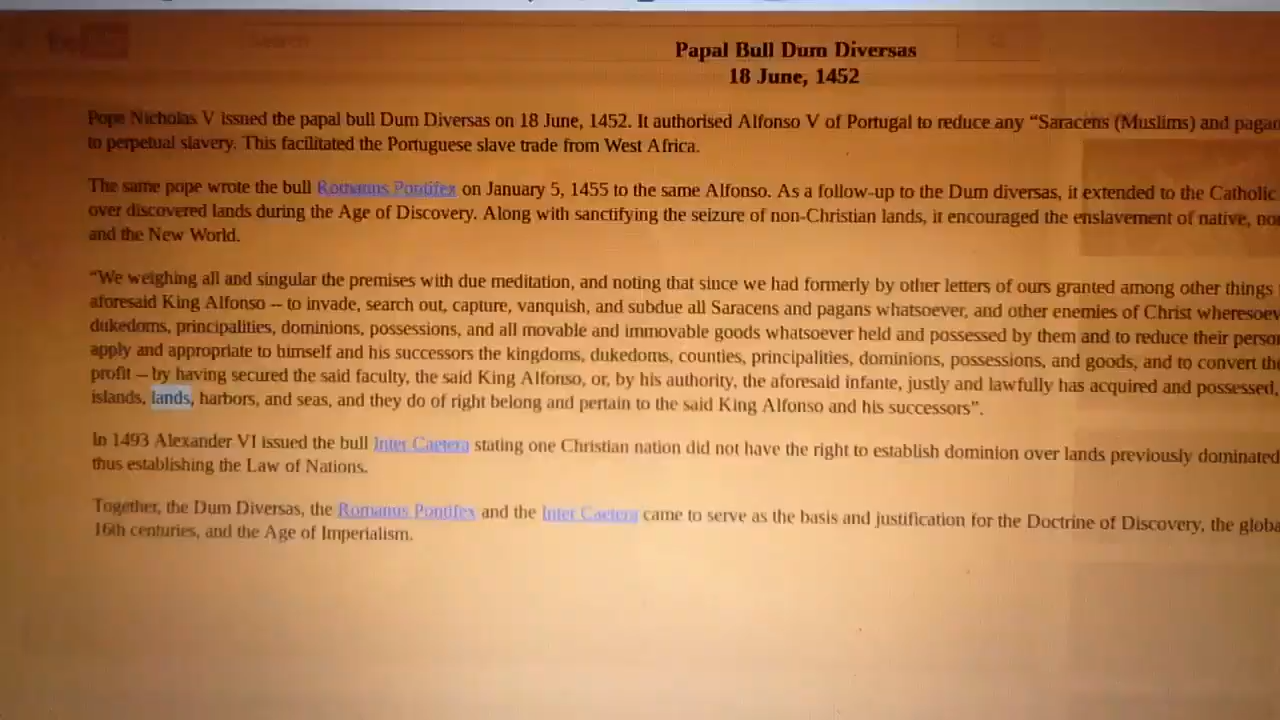 Search
Papal Bull Dum Diversas
18 June, 1452
Pope Nicholas V issued the papal bull Dum Diversas on 18 June, 1452. It authorised Alfonso V of Portugal to reduce any “Saracens (Muslims) and pagan
to perpetual slavery. This facilitated the Portuguese slave trade from West Africa.
The same pope wrote the bull Romanus Pontifex on January 5, 1455 to the same Alfonso. As a follow-up to the Dum diversas, it extended to the Catholic
over discovered lands during the Age of Discovery. Along with sanctifying the seizure of non-Christian lands, it encouraged the enslavement of native, no
and the New World.
“We weighing all and singular the premises with due meditation, and noting that since we had formerly by other letters of ours granted among other things
aforesaid King Alfonso -- to invade, search out, capture, vanquish, and subdue all Saracens and pagans whatsoever, and other enemies of Christ wheresoev
dukedoms, principalities, dominions, possessions, and all movable and immovable goods whatsoever held and possessed by them and to reduce their perso
apply and appropriate to himself and his successors the kingdoms, dukedoms, counties, principalities, dominions, possessions, and goods, and to convert the
profit -- by having secured the said faculty, the said King Alfonso, or, by his authority, the aforesaid infante, justly and lawfully has acquired and possessed,
islands, lands, harbors, and seas, and they do of right belong and pertain to the said King Alfonso and his successors”.
In 1493 Alexander VI issued the bull Inter Caetera stating one Christian nation did not have the right to establish dominion over lands previously dominated
thus establishing the Law of Nations.
Together, the Dum Diversas, the Romanus Pontifex and the Inter Caetera came to serve as the basis and justification for the Doctrine of Discovery, the globa
16th centuries, and the Age of Imperialism.